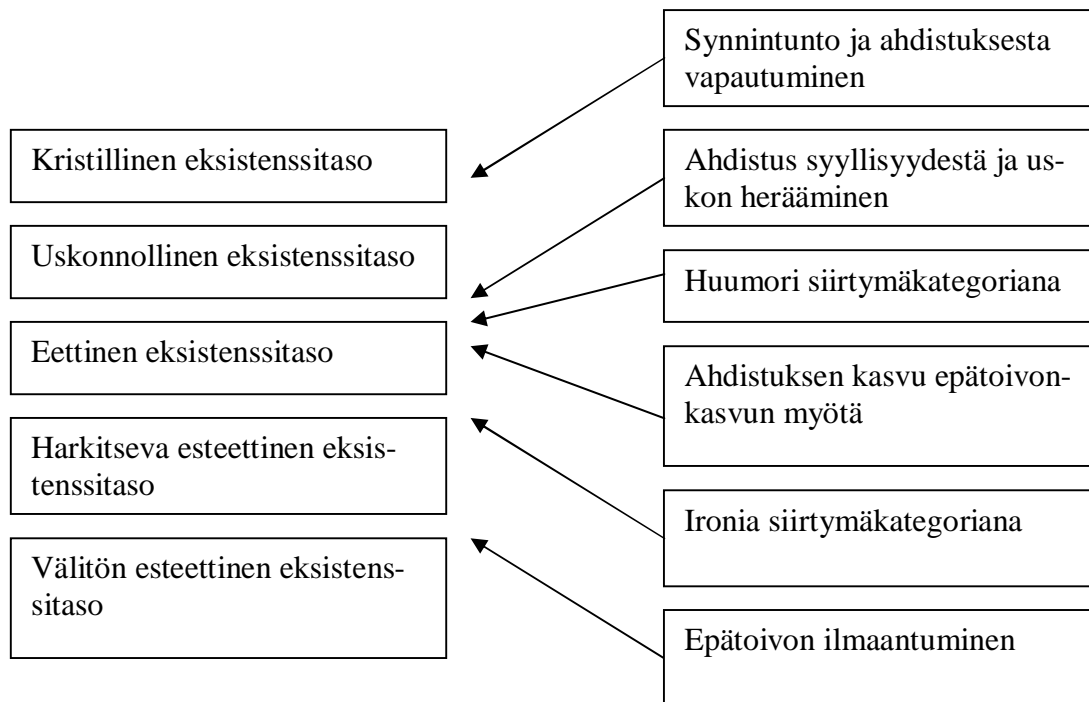 Kristillinen eksistenssitaso
Uskonnollinen eksistenssitaso
Eettinen eksistenssitaso
Harkitseva esteettinen eksis-
tenssitaso
Välitön esteettinen eksistens-
sitaso
Synnintunto ja ahdistuksesta
vapautuminen
Ahdistus syyllisyydestä ja us-
kon herääminen
Huumori siirtymäkategoriana
Ahdistuksen kasvu epätoivon-
kasvun myötä
Ironia siirtymäkategoriana
Epätoivon ilmaantuminen